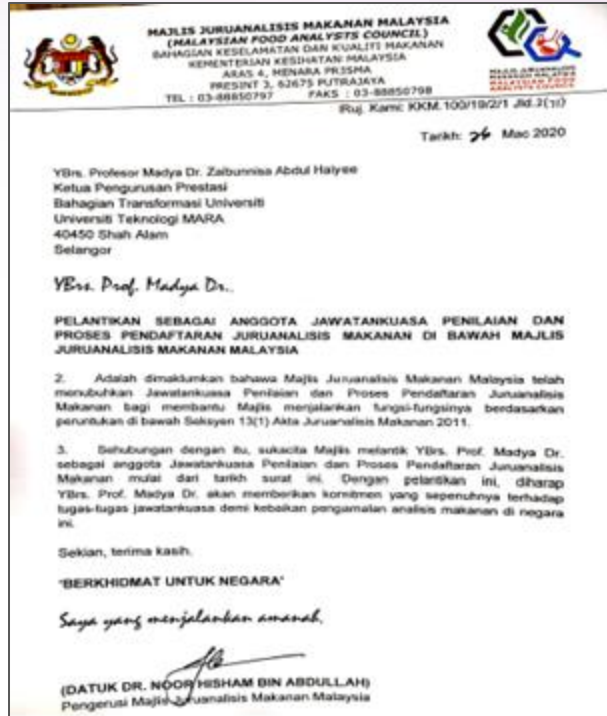 MAJLIS JURUANALISIS MAKANAN MALAYSIA
(MALAYSIAN FOOD ANALYSTS COUNCIL)
BAHAGIAN KESELAMATAN DAN KUALITI MAKANAN
KEMENTERIAN KESIHATAN MALAYSIA
ARAS 4, MENARA PRISMA
PRESINT 3, 62675 PUTRAJAYA
TEL : 03-88850797 FAKS : 03-88850798
MAJLIS JURUANALISIS
MAKANAN MALAYSIA
MALAYSIAN FOOD
ANALYSTS COUNCIL
Ruj. Kami: KKM.100/19/2/1 Jld.2
Tarikh: 26 Mac 2020
YBrs. Profesor Madya Dr. Zaibunnisa Abdul Haiyee
Ketua Pengurusan Prestasi
Bahagian Transformasi Universiti
Universiti Teknologi MARA
40450 Shah Alam
Selangor
YBrs. Prof. Madya Dr.
PELANTIKAN SEBAGAI ANGGOTA JAWATANKUASA PENILAIAN DAN
PROSES PENDAFTARAN JURUANALISIS MAKANAN DI BAWAH MAJLIS
JURUANALISIS MAKANAN MALAYSIA
2. Adalah dimaklumkan bahawa Majlis Juruanalisis Makanan Malaysia telah
menubuhkan Jawatankuasa Penilaian dan Proses Pendaftaran Juruanalisis
Makanan bagi membantu Majlis menjalankan fungsi-fungsinya berdasarkan
peruntukan di bawah Seksyen 13(1) Akta Juruanalisis Makanan 2011.
3. Sehubungan dengan itu, sukacita Majlis melantik YBrs. Prof. Madya Dr.
sebagai anggota Jawatankuasa Penilaian dan Proses Pendaftaran Juruanalisis
Makanan mulai dari tarikh surat ini. Dengan pelantikan ini, diharap
YBrs. Prof. Madya Dr. akan memberikan komitmen yang sepenuhnya terhadap
tugas-tugas jawatankuasa demi kebaikan pengamalan analisis makanan di negara
ini.
Sekian, terima kasih.
"BERKHIDMAT UNTUK NEGARA"
Saya yang menjalankan amanah,
(DATUK DR. NOOR HISHAM BIN ABDULLAH)
Pengerusi Majlis Juruanalisis Makanan Malaysia